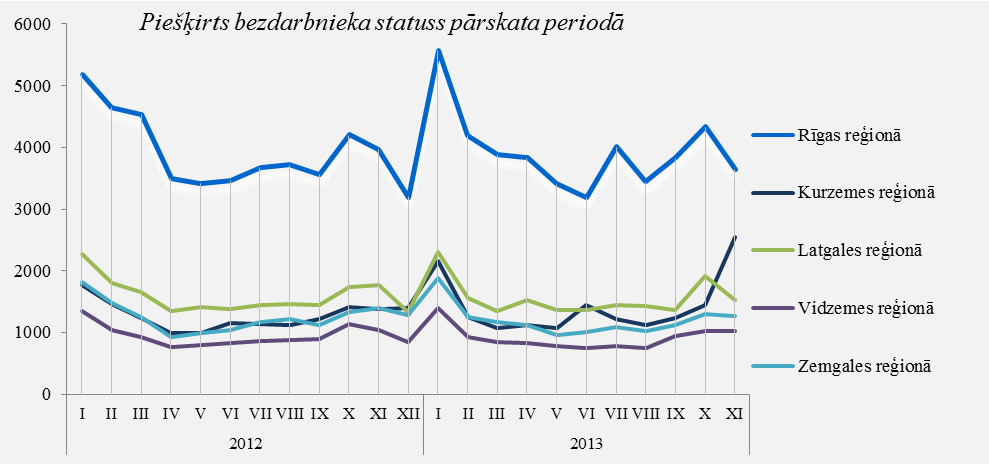 Piešķirts bezdarbnieka statuss pārskata periodā
6000
5000
4000
3000
2000
1000
0
I II III IV V VI VII VIII IX X XI XII I II III IV V VI VII VIII IX X XI
2012 2013
Rīgas reģionā
Kurzemes reģionā
Latgales reģionā
Vidzemes reģionā
Zemgales reģionā